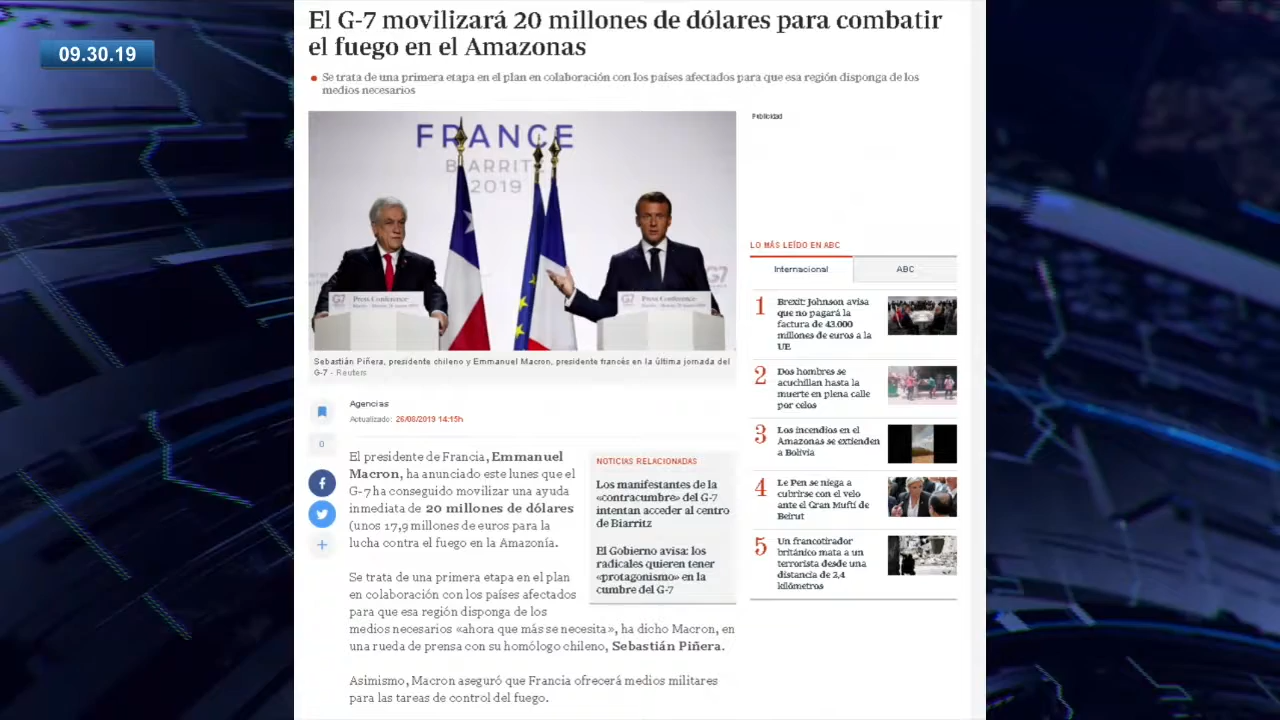 09.30.19
El G-7 movilizará 20 millones de dólares para combatir
el fuego en el Amazonas
Se trata de una primera etapa en el plan en colaboración con los países afectados para que esa región disponga de los
medios necesarios
FRANCE
BIARRITZ
2019
G7
Press Conference
G7
Press Conference
G7
Sebastián Piñera, presidente chileno y Emmanuel Macron, presidente francés en la última jornada del
G-7 - Reuters
Agencias
Actualizado: 26/08/2019 14:15h
0
El presidente de Francia, Emmanuel
Macron, ha anunciado este lunes que el
G-7 ha conseguido movilizar una ayuda
inmediata de 20 millones de dólares
(unos 17,9 millones de euros para la
lucha contra el fuego en la Amazonía.
Se trata de una primera etapa en el plan
en colaboración con los países afectados
para que esa región disponga de los
medios necesarios «ahora que más se necesita», ha dicho Macron, en
una rueda de prensa con su homólogo chileno, Sebastián Piñera.
Asimismo, Macron aseguró que Francia ofrecerá medios militares
para las tareas de control del fuego.
NOTICIAS RELACIONADAS
Los manifestantes de la
«contracumbre» del G-7
intentan acceder al centro
de Biarritz
El Gobierno avisa: los
radicales quieren tener
«protagonismo» en la
cumbre del G-7
Publicidad
LO MÁS LEÍDO EN ABC
Internacional
ABC
1
Brexit: Johnson avisa
que no pagará la
factura de 43.000
millones de euros a la
UE
2
Dos hombres se
acuchillan hasta la
muerte en plena calle
por celos
3
Los incendios en el
Amazonas se extienden
a Bolivia
4
Le Pen se niega a
cubrirse con el velo
ante el Gran Muftí de
Beirut
5
Un francotirador
británico mata a un
terrorista desde una
distancia de 2,4
kilómetros